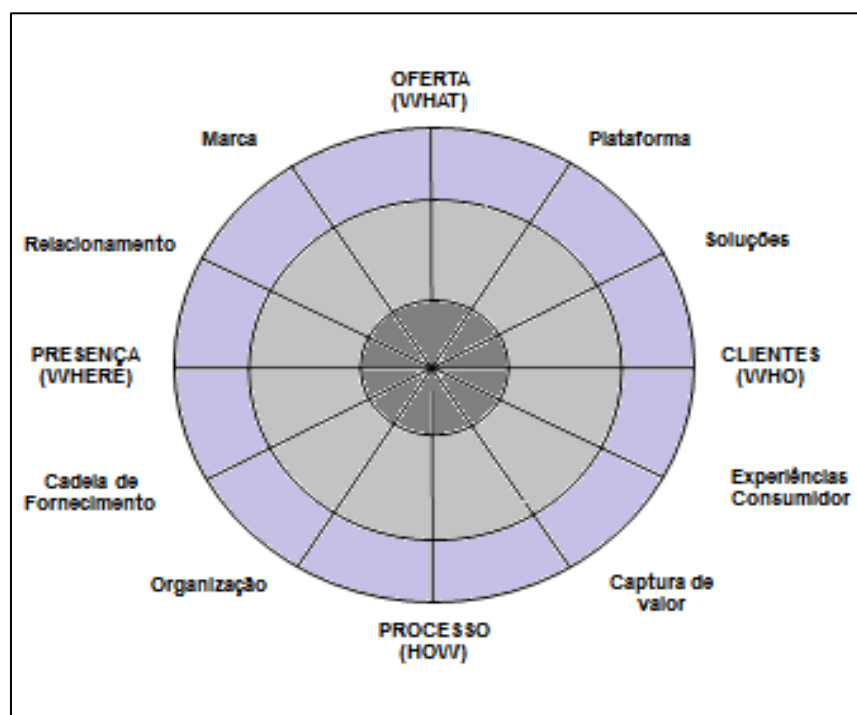 OFERTA
(WHAT)
Marca
Plataforma
Relacionamento
Soluções
PRESENÇA
(WHERE)
CLIENTES
(WHO)
Cadeia de
Fornecimento
Experiências
Consumidor
Organização
Captura de
valor
PROCESSO
(HOW)